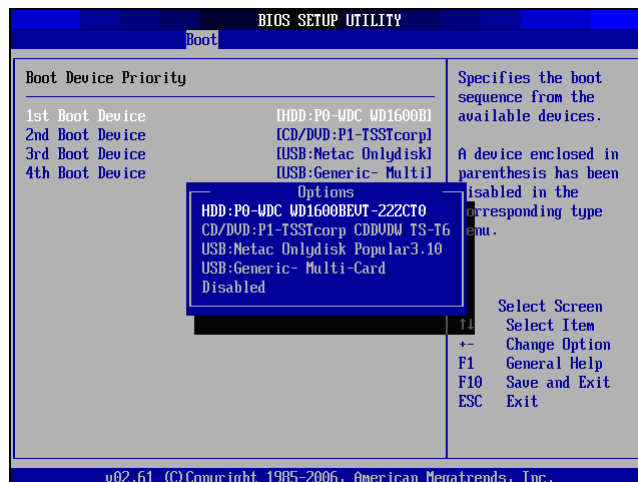 BIOS SETUP UTILITY
Boot
Boot Device Priority
1st Boot Device [HDD:P0-WDC WD1600B]
2nd Boot Device [CD/DVD:P1-TSSTcorp]
3rd Boot Device [USB:Netac Onlydisk]
4th Boot Device [USB:Generic- Multi]
Options
HDD:P0-WDC WD1600BEVT-22ZCT0
CD/DVD:P1-TSSTcorp CDDVDW TS-T6
USB:Netac Onlydisk Popular3.10
USB:Generic- Multi-Card
Disabled
Specifies the boot
sequence from the
available devices.
A device enclosed in
parenthesis has been
isabled in the
orresponding type
enu.
Select Screen
↑↓ Select Item
+- Change Option
F1 General Help
F10 Save and Exit
ESC Exit
v02.61 (C)Copyright 1985-2006, American Megatrends, Inc.